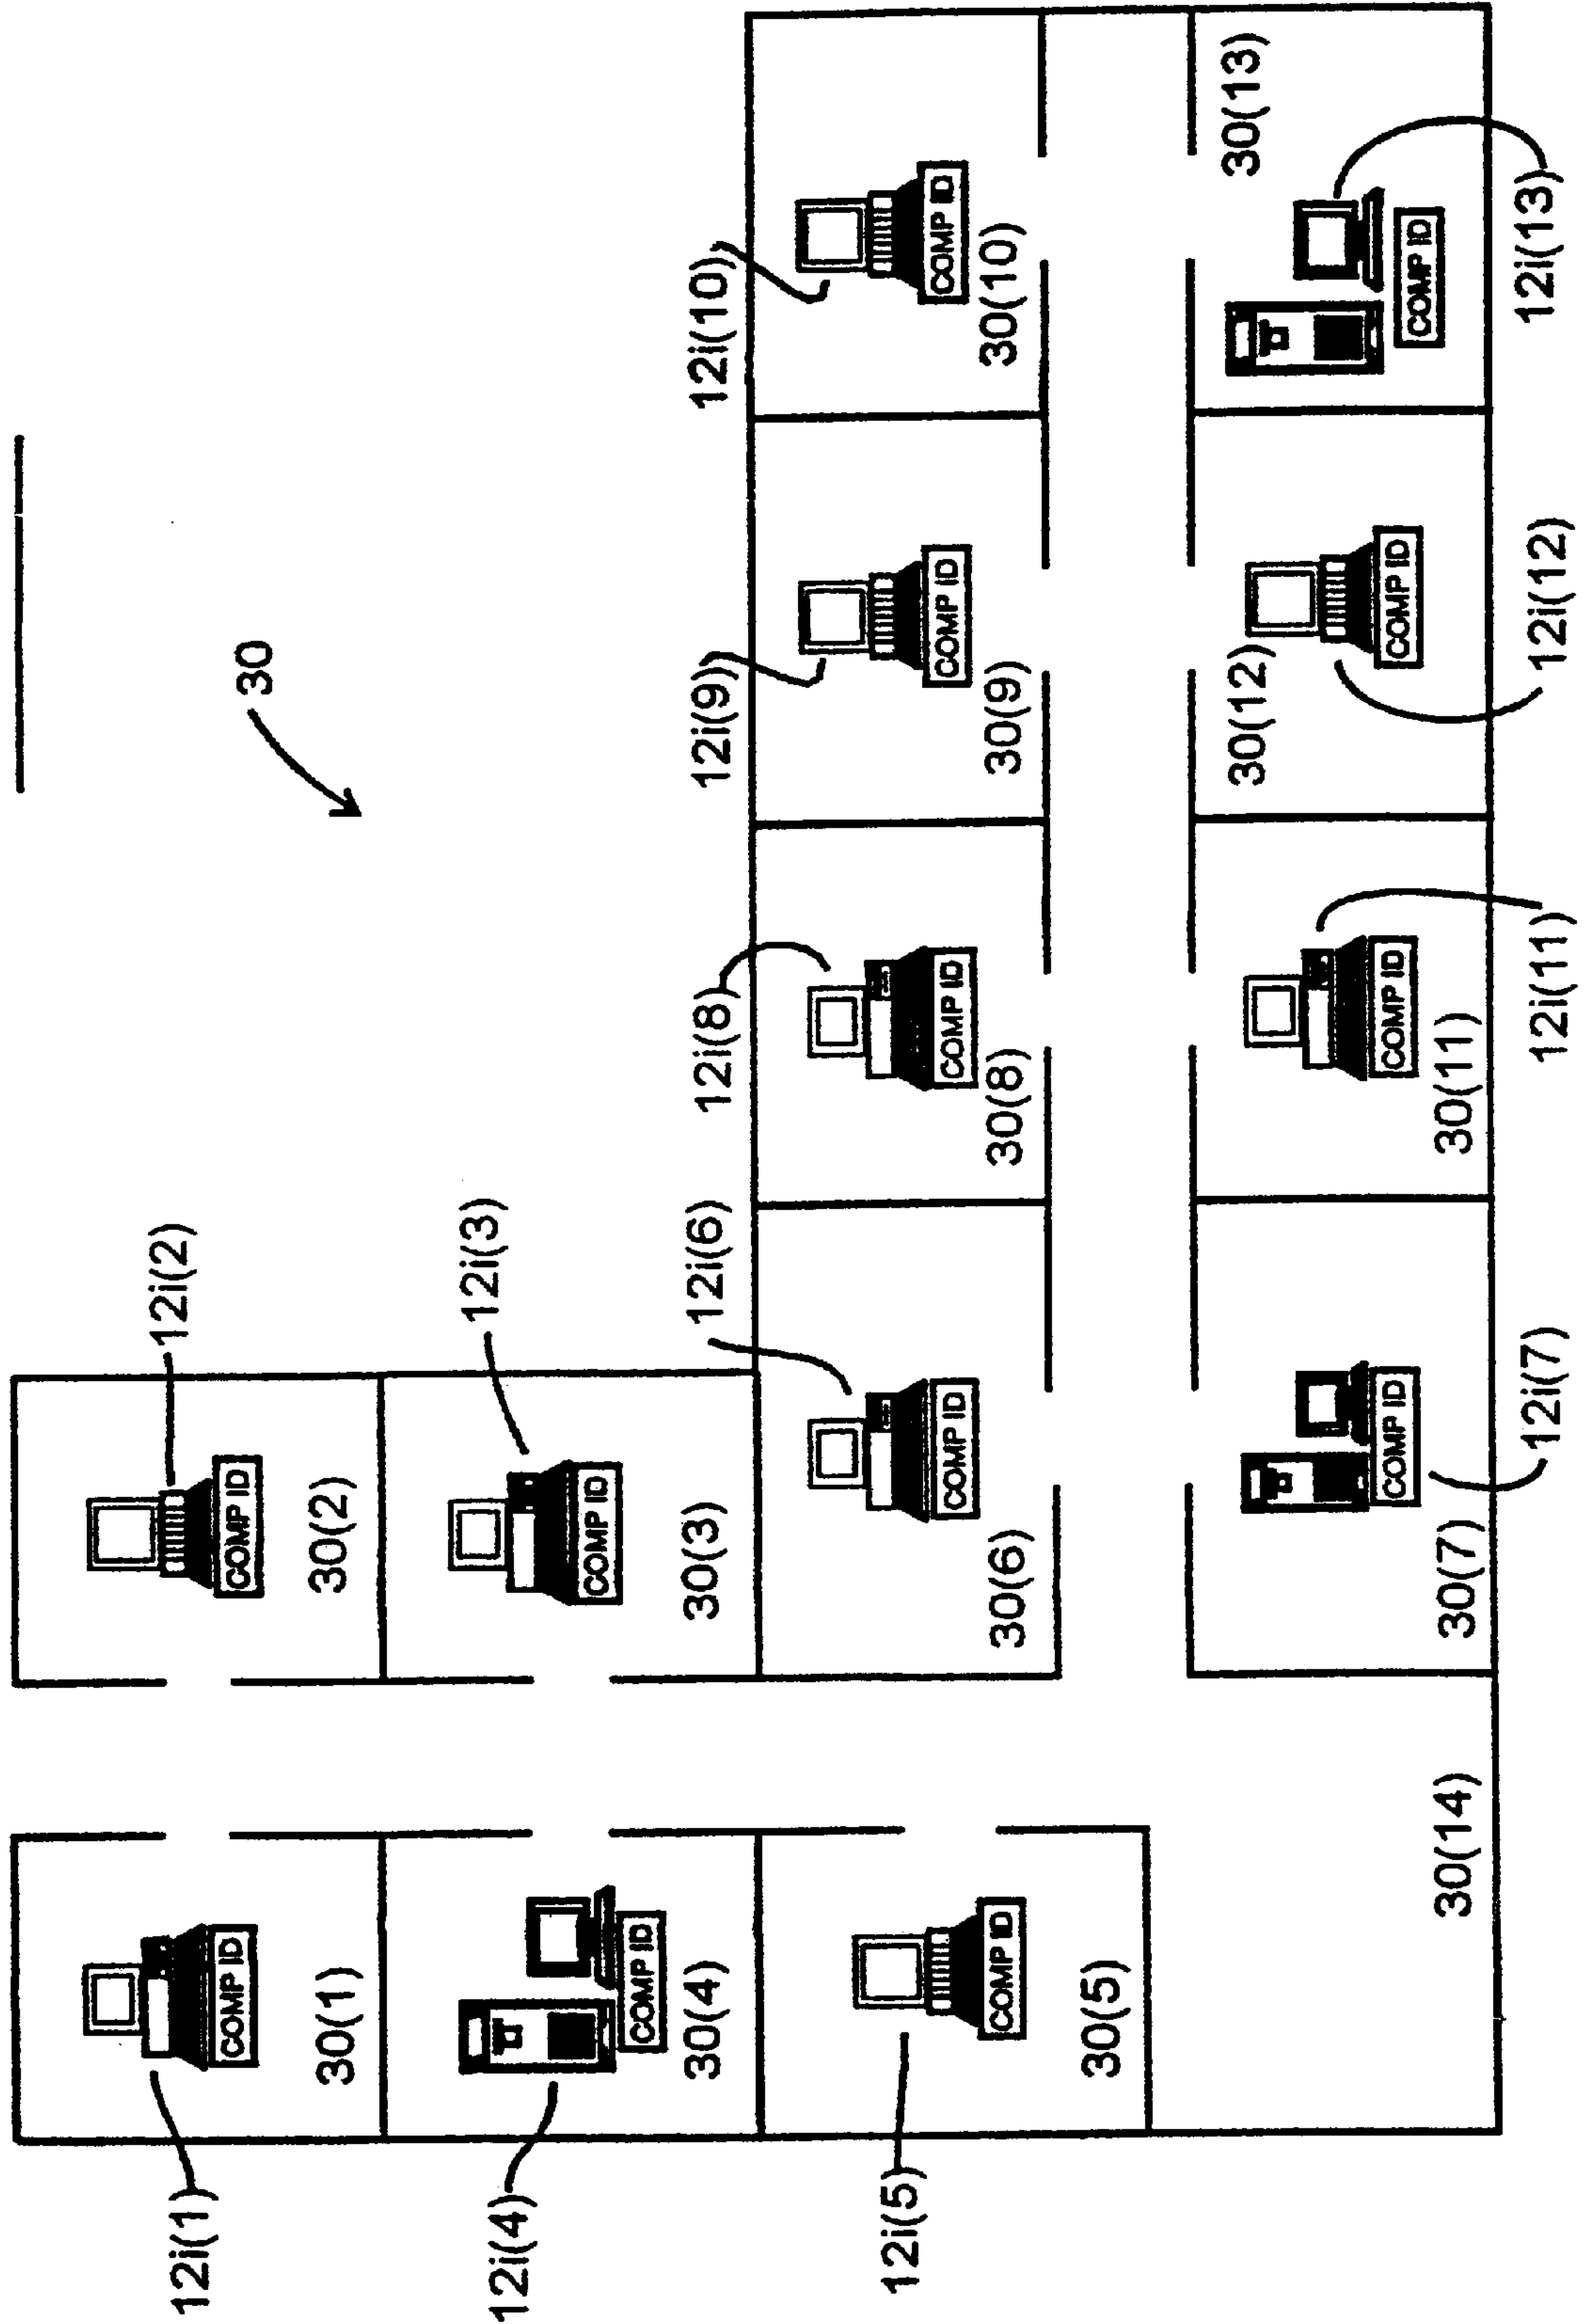 12i(1)
12i(2)
30
COMP ID
COMP ID
30(1)
30(2)
12i(4)
12i(3)
COMP ID
COMP ID
30(4)
30(3)
12i(6)
12i(8)
12i(9)
12i(10)
12i(5)
COMP ID
COMP ID
COMP ID
COMP ID
COMP ID
30(5)
30(6)
30(8)
30(9)
30(10)
30(12)
30(13)
COMP ID
COMP ID
COMP ID
COMP ID
30(14)
30(7)
30(11)
12i(7)
12i(11)
12i(12)
12i(13)